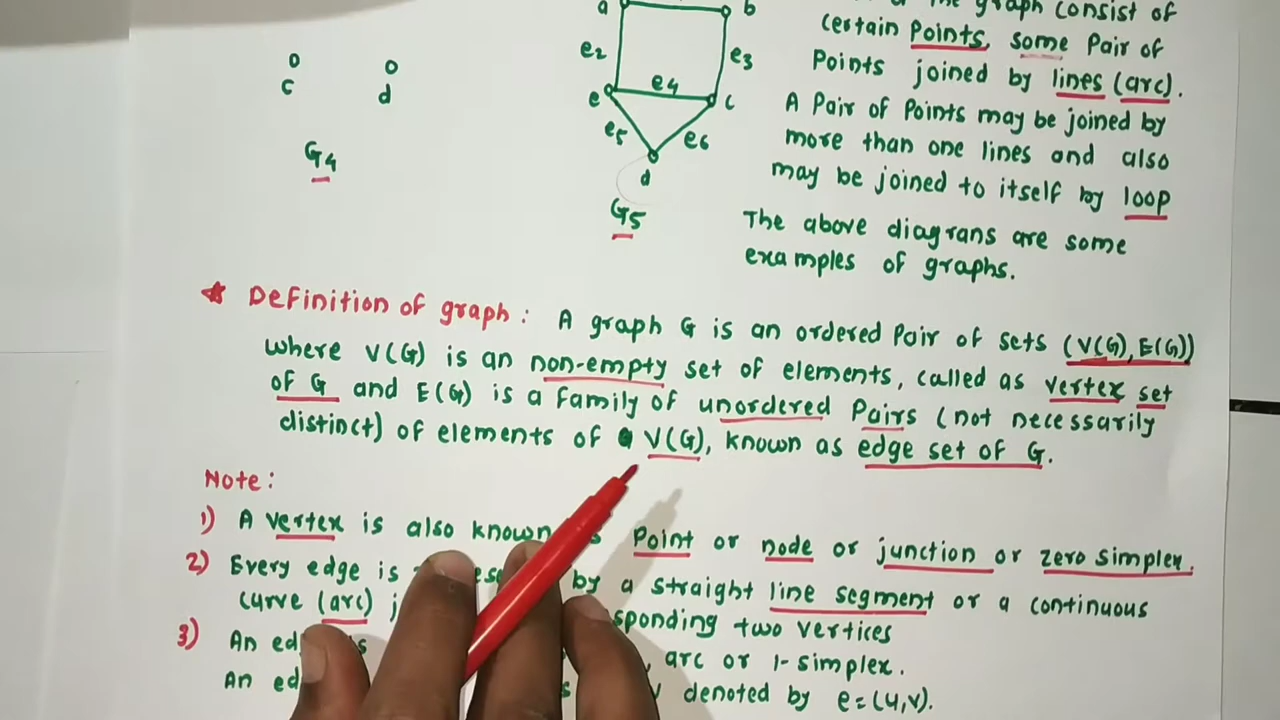 a
b
o
c
o
d
G4
e2
e3
e4
e
c
e5
e6
d
G5
the graph consist of
certain Points, some Pair of
Points joined by lines (arc).
A Pair of Points may be joined by
more than one lines and also
may be joined to itself by loop
The above diagrans are some
examples of graphs.
* Definition of graph : A graph G is an ordered Pair of sets (V(G), E(G))
where V(G) is an non-empty set of elements, called as vertex set
of G and E(G) is a family of unordered Pairs (not necessarily
distinct) of elements of V(G), known as edge set of G.
Note :
1) A vertex is also known Point or node or junction or zero simplex.
2) Every edge is by a straight line segment or a continuous
curve (arc) two vertices
3) An arc or 1-simplex.
An denoted by e=(u,v).